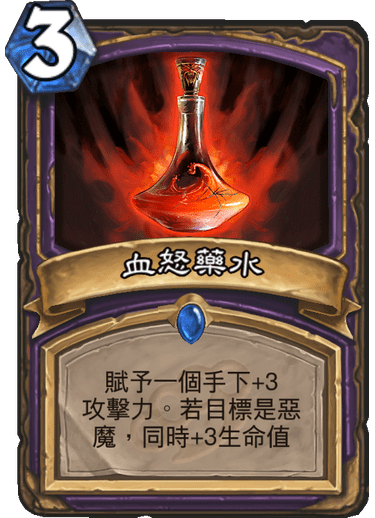 3
血怒藥水
賦予一個手下+3
攻擊力。若目標是惡
魔，同時+3生命值